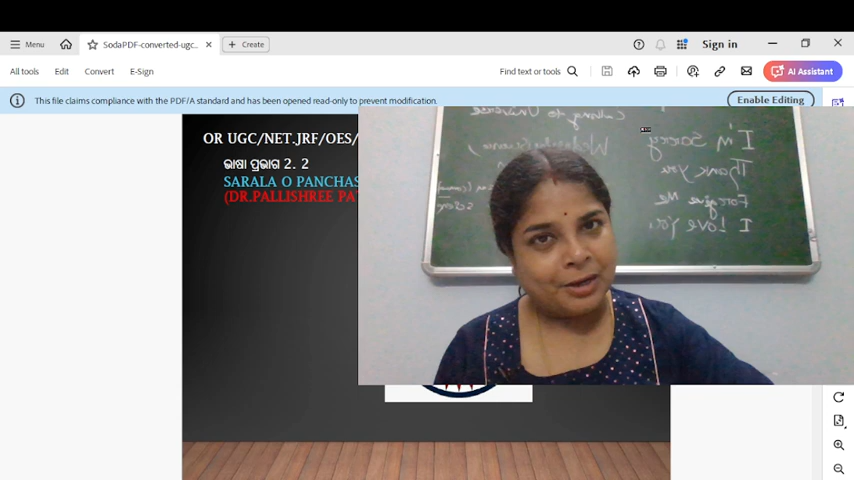 Menu
SodaPDF-converted-ugc...
Create
Sign in
All tools
Edit
Convert
E-Sign
Find text or tools
AI Assistant
This file claims compliance with the PDF/A standard and has been opened read-only to prevent modification.
Enable Editing
OR UGC/NET.JRF/OES/
ଭାଷା ପ୍ରଭାଗ 2. 2
SARALA O PANCHAS
(DR.PALLISHREE PA
to Universe
I'm Sorry
Thank you
Forgive Me
I Love You